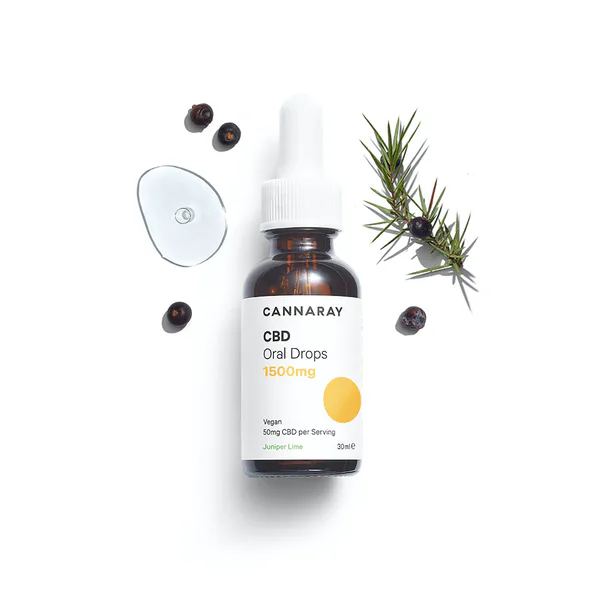 CANNARAY
CBD
Oral Drops
1500mg
Vegan
50mg CBD per Serving
Juniper Lime
30ml ℮